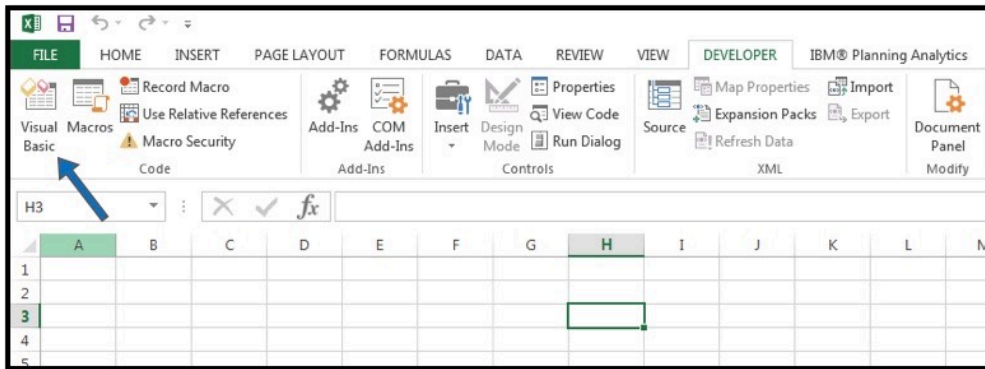 FILE HOME INSERT PAGE LAYOUT FORMULAS DATA REVIEW VIEW DEVELOPER IBM® Planning Analytics
Visual Basic
Macros
Record Macro
Use Relative References
Macro Security
Code
Add-Ins
COM Add-Ins
Add-Ins
Insert
Design Mode
Properties
View Code
Run Dialog
Controls
Source
Map Properties
Expansion Packs
Refresh Data
Import
Export
XML
Document Panel
Modify
H3 fx
A B C D E F G H I J K L
1
2
3
4
5